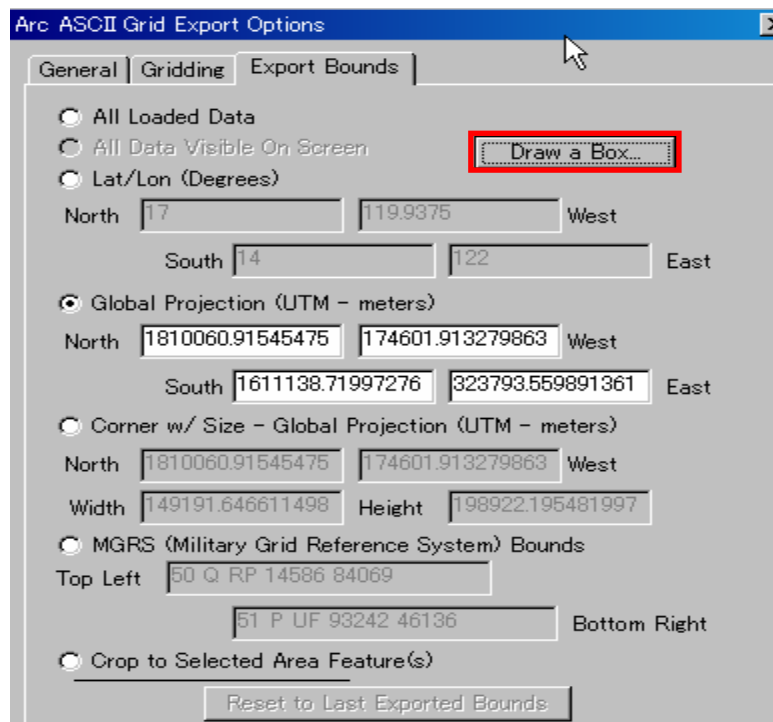 Arc ASCII Grid Export Options
General Gridding Export Bounds
All Loaded Data
All Data Visible On Screen
Draw a Box...
Lat/Lon (Degrees)
North 17 119.9375 West
South 14 122 East
Global Projection (UTM - meters)
North 1810060.91545475 174601.913279863 West
South 1611138.71997276 323793.559891361 East
Corner w/ Size - Global Projection (UTM - meters)
North 1810060.91545475 174601.913279863 West
Width 149191.646611498 Height 198922.195481997
MGRS (Military Grid Reference System) Bounds
Top Left 50 Q RP 14586 84069
51 P UF 93242 46136 Bottom Right
Crop to Selected Area Feature(s)
Reset to Last Exported Bounds